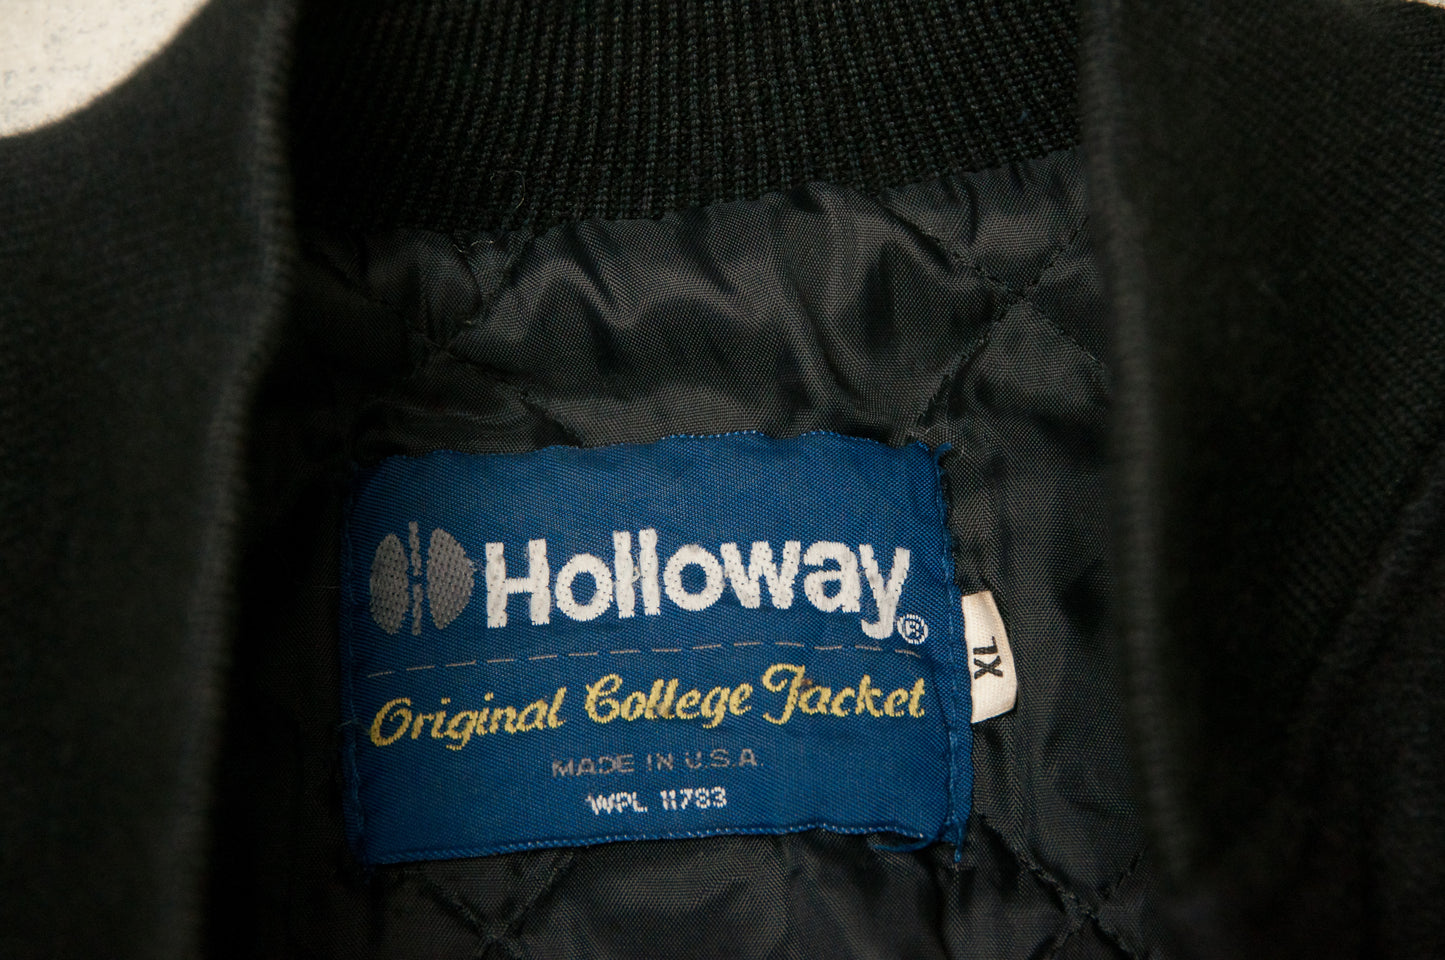 Holloway®
Original College Jacket
MADE IN U.S.A.
WPL 11783
XL